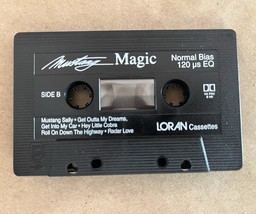 Mustang Magic
Normal Bias
120 µs EQ
SIDE B
Mustang Sally • Get Outta My Dreams,
Get Into My Car • Hey Little Cobra
Roll On Down The Highway • Radar Love
LORAN Cassettes